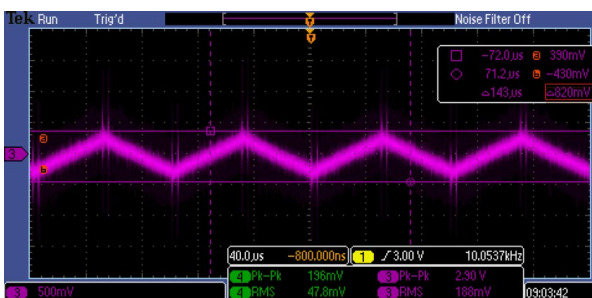 Tek Run Trig'd Noise Filter Off
T
T
-72.0μs a 390mV
71.2μs b -430mV
△143μs △820mV
a
3
b
40.0μs -800.000ns 1 / 3.00 V 10.0537kHz
4 Pk-Pk 196mV 3 Pk-Pk 2.90 V
3 500mV 4 RMS 47.8mV 3 RMS 188mV 09:03:42